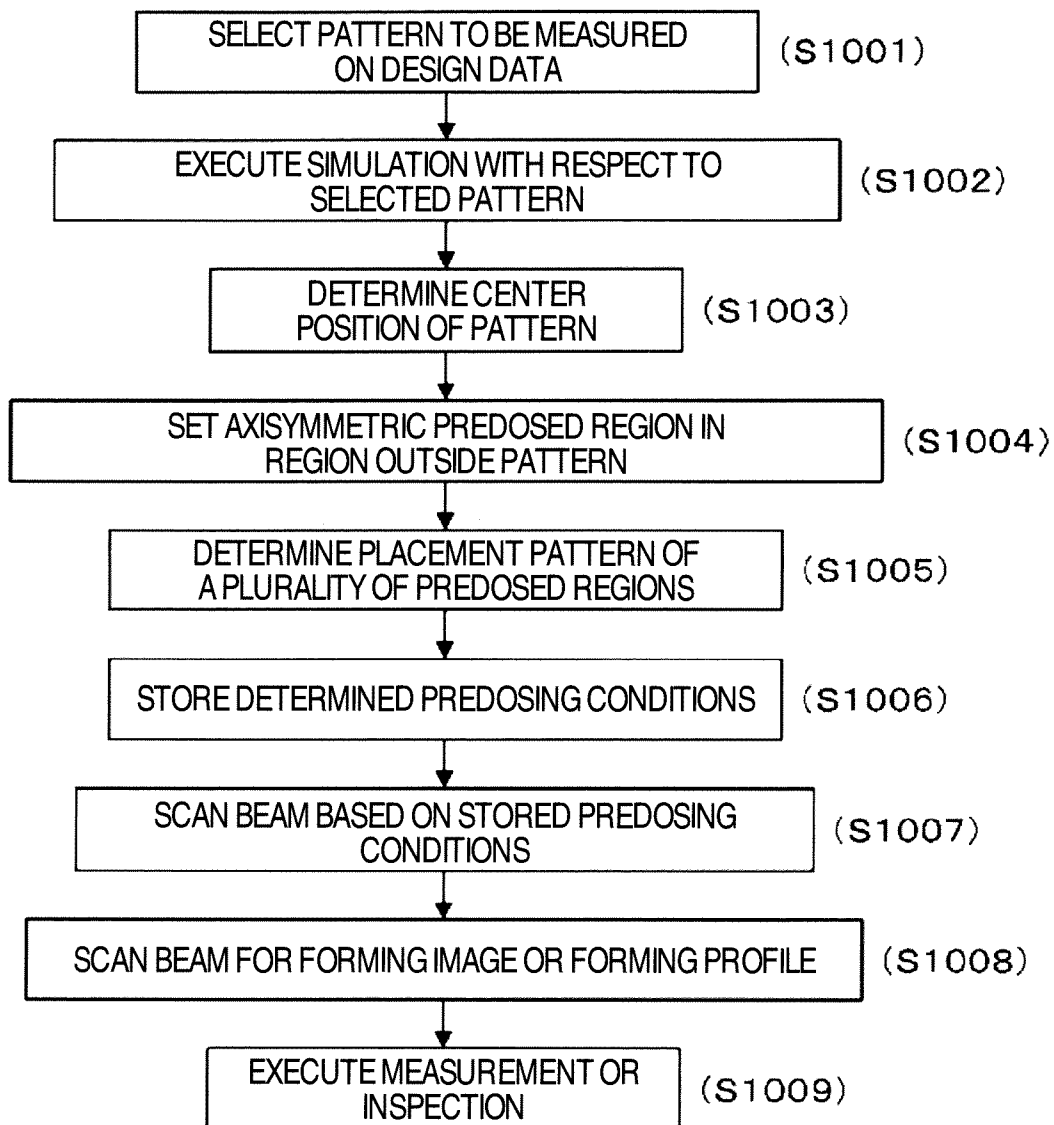 SELECT PATTERN TO BE MEASURED
ON DESIGN DATA
(S1001)
EXECUTE SIMULATION WITH RESPECT TO
SELECTED PATTERN
(S1002)
DETERMINE CENTER
POSITION OF PATTERN
(S1003)
SET AXISYMMETRIC PREDOSED REGION IN
REGION OUTSIDE PATTERN
(S1004)
DETERMINE PLACEMENT PATTERN OF
A PLURALITY OF PREDOSED REGIONS
(S1005)
STORE DETERMINED PREDOSING CONDITIONS
(S1006)
SCAN BEAM BASED ON STORED PREDOSING
CONDITIONS
(S1007)
SCAN BEAM FOR FORMING IMAGE OR FORMING PROFILE
(S1008)
EXECUTE MEASUREMENT OR
INSPECTION
(S1009)